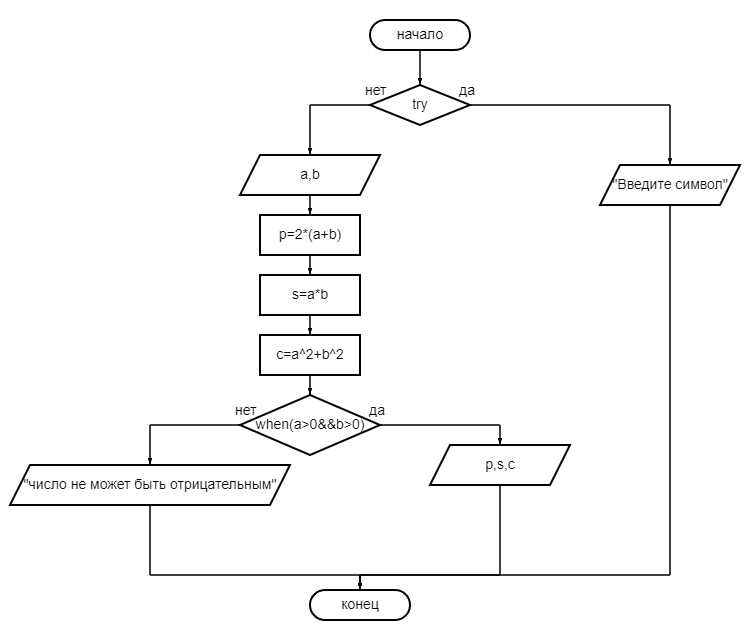 начало
нет
да
try
a,b
"Введите символ"
p=2*(a+b)
s=a*b
c=a^2+b^2
нет
да
when(a>0&&b>0)
"число не может быть отрицательным"
p,s,c
конец